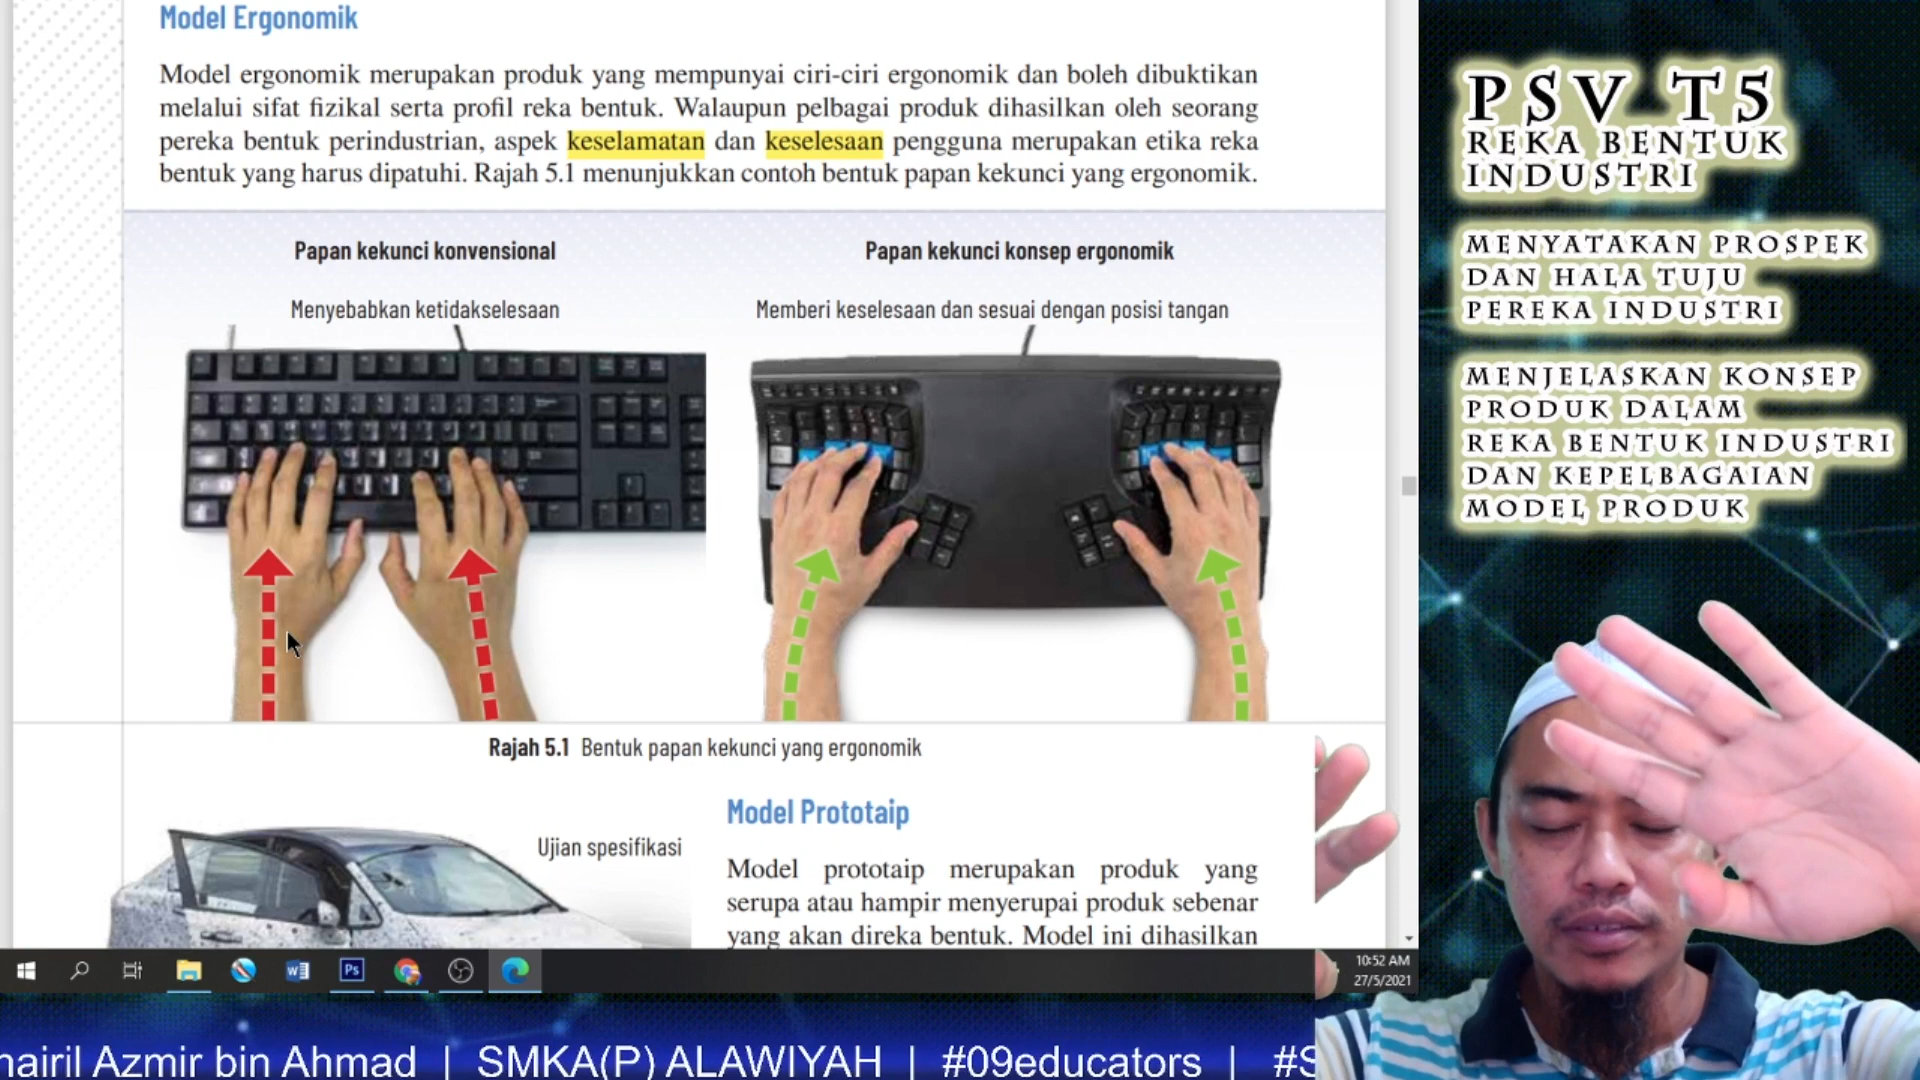 Model Ergonomik
Model ergonomik merupakan produk yang mempunyai ciri-ciri ergonomik dan boleh dibuktikan
melalui sifat fizikal serta profil reka bentuk. Walaupun pelbagai produk dihasilkan oleh seorang
pereka bentuk perindustrian, aspek keselamatan dan keselesaan pengguna merupakan etika reka
bentuk yang harus dipatuhi. Rajah 5.1 menunjukkan contoh bentuk papan kekunci yang ergonomik.
Papan kekunci konvensional
Menyebabkan ketidakselesaan
Papan kekunci konsep ergonomik
Memberi keselesaan dan sesuai dengan posisi tangan
Rajah 5.1 Bentuk papan kekunci yang ergonomik
Ujian spesifikasi
Model Prototaip
Model prototaip merupakan produk yang
serupa atau hampir menyerupai produk sebenar
yang akan direka bentuk. Model ini dihasilkan
PSV T5
REKA BENTUK
INDUSTRI
MENYATAKAN PROSPEK
DAN HALA TUJU
PEREKA INDUSTRI
MENJELASKAN KONSEP
PRODUK DALAM
REKA BENTUK INDUSTRI
DAN KEPELBAGAIAN
MODEL PRODUK
Ps
10:52 AM
27/5/2021
hairil Azmir bin Ahmad | SMKA(P) ALAWIYAH | #09educators | #S